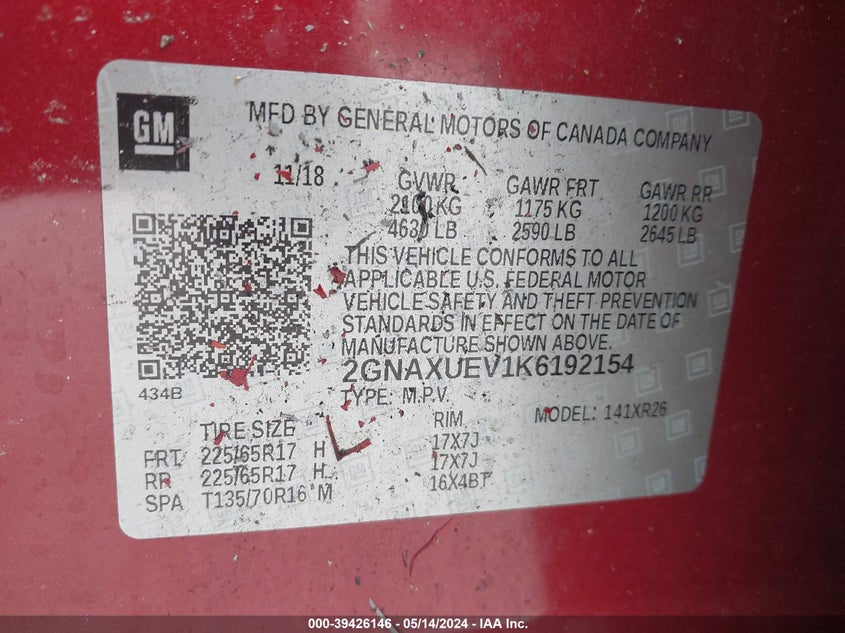 GM
MFD BY GENERAL MOTORS OF CANADA COMPANY
11/18 GVWR GAWR FRT GAWR RR
2100 KG 1175 KG 1200 KG
4630 LB 2590 LB 2645 LB
THIS VEHICLE CONFORMS TO ALL
APPLICABLE U.S. FEDERAL MOTOR
VEHICLE SAFETY AND THEFT PREVENTION
STANDARDS IN EFFECT ON THE DATE OF
MANUFACTURE SHOWN ABOVE.
2GNAXUEV1K6192154
434B
TYPE: M.P.V. MODEL: 141XR26
TIRE SIZE RIM
FRT 225/65R17 H 17X7J
RR 225/65R17 H 17X7J
SPA T135/70R16 M 16X4BT
000-39426146 — 05/14/2024 — IAA Inc.